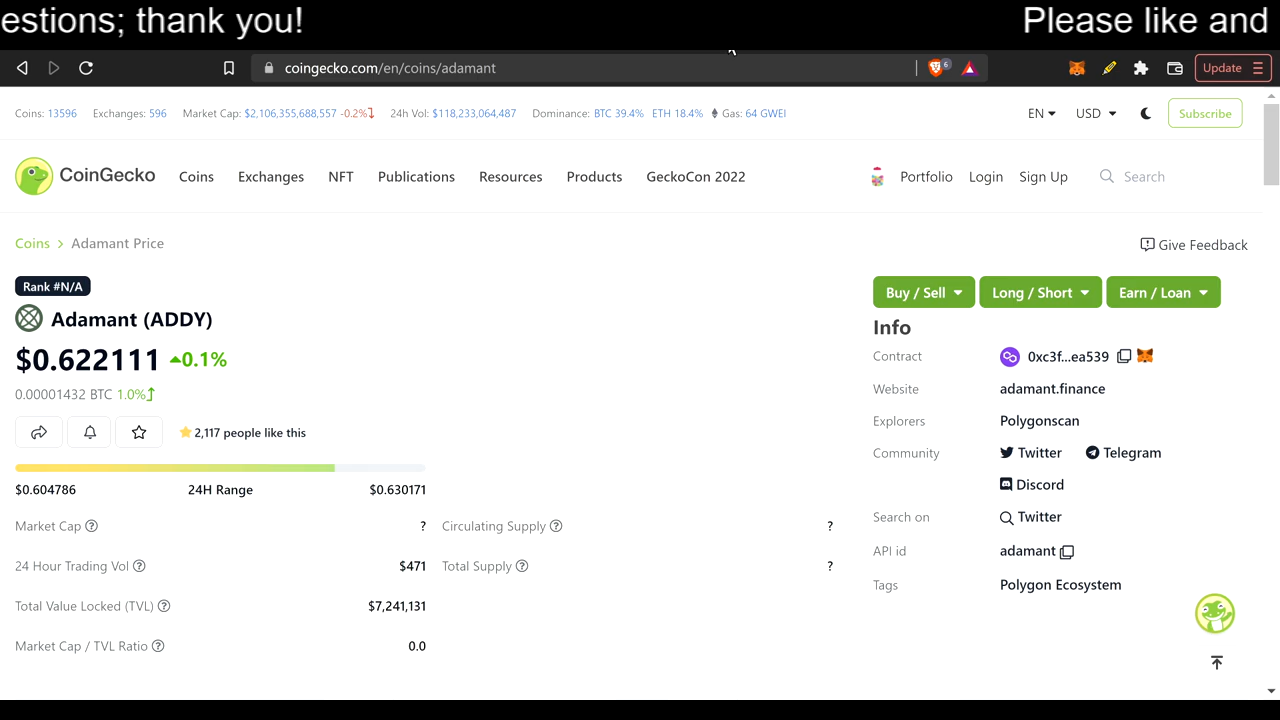 estions; thank you! Please like and
coingecko.com/en/coins/adamant 6 Update
Coins: 13596 Exchanges: 596 Market Cap: $2,106,355,688,557 -0.2% 24h Vol: $118,233,064,487 Dominance: BTC 39.4% ETH 18.4% Gas: 64 GWEI EN USD Subscribe
CoinGecko Coins Exchanges NFT Publications Resources Products GeckoCon 2022 Portfolio Login Sign Up Search
Coins > Adamant Price Give Feedback
Rank #N/A
Adamant (ADDY)
$0.622111 0.1%
0.00001432 BTC 1.0%
2,117 people like this
$0.604786 24H Range $0.630171
Market Cap ? ? Circulating Supply ? ?
24 Hour Trading Vol ? $471 Total Supply ? ?
Total Value Locked (TVL) ? $7,241,131
Market Cap / TVL Ratio ? 0.0
Buy / Sell Long / Short Earn / Loan
Info
Contract 0xc3f...ea539
Website adamant.finance
Explorers Polygonscan
Community Twitter Telegram
Discord
Search on Twitter
API id adamant
Tags Polygon Ecosystem